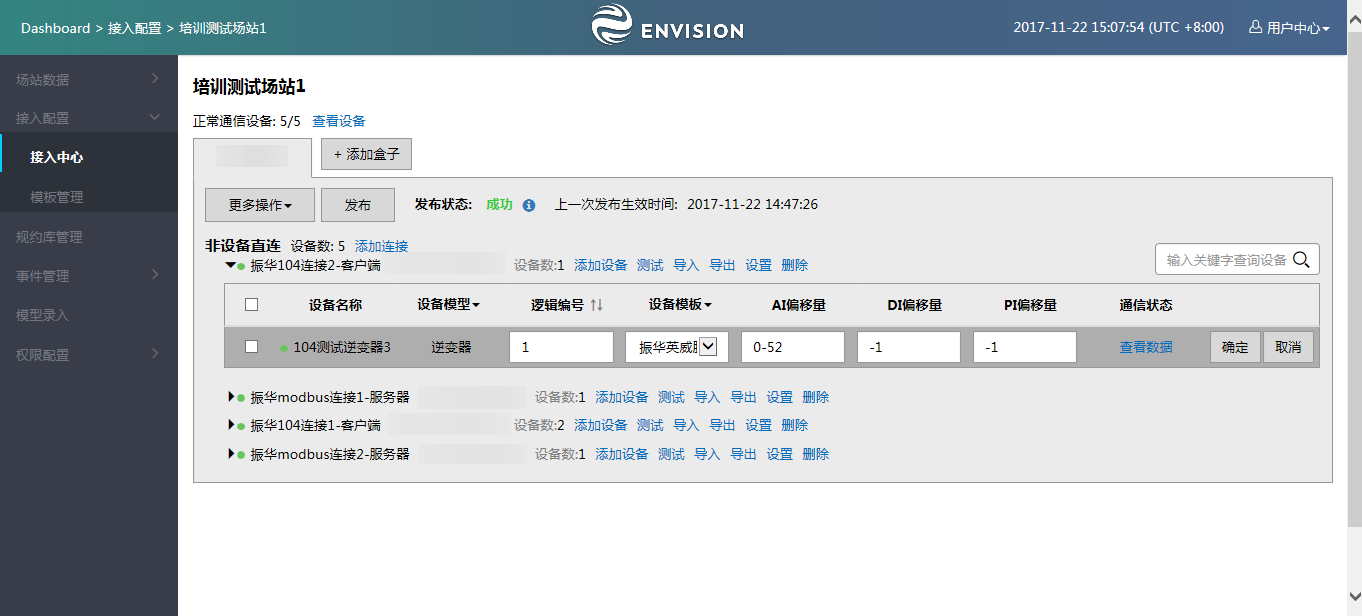 Dashboard > 接入配置 > 培训测试场站1
ENVISION
2017-11-22 15:07:54 (UTC +8:00)
用户中心
场站数据
接入配置
接入中心
模板管理
规约库管理
事件管理
模型录入
权限配置
培训测试场站1
正常通信设备: 5/5 查看设备
+ 添加盒子
更多操作 发布 发布状态: 成功 上一次发布生效时间: 2017-11-22 14:47:26
非设备直连 设备数: 5 添加连接
振华104连接2-客户端 设备数:1 添加设备 测试 导入 导出 设置 删除
输入关键字查询设备
设备名称 设备模型 逻辑编号 设备模板 AI偏移量 DI偏移量 PI偏移量 通信状态
104测试逆变器3 逆变器 1 振华英威 0-52 -1 -1 查看数据 确定 取消
振华modbus连接1-服务器 设备数:1 添加设备 测试 导入 导出 设置 删除
振华104连接1-客户端 设备数:2 添加设备 测试 导入 导出 设置 删除
振华modbus连接2-服务器 设备数:1 添加设备 测试 导入 导出 设置 删除